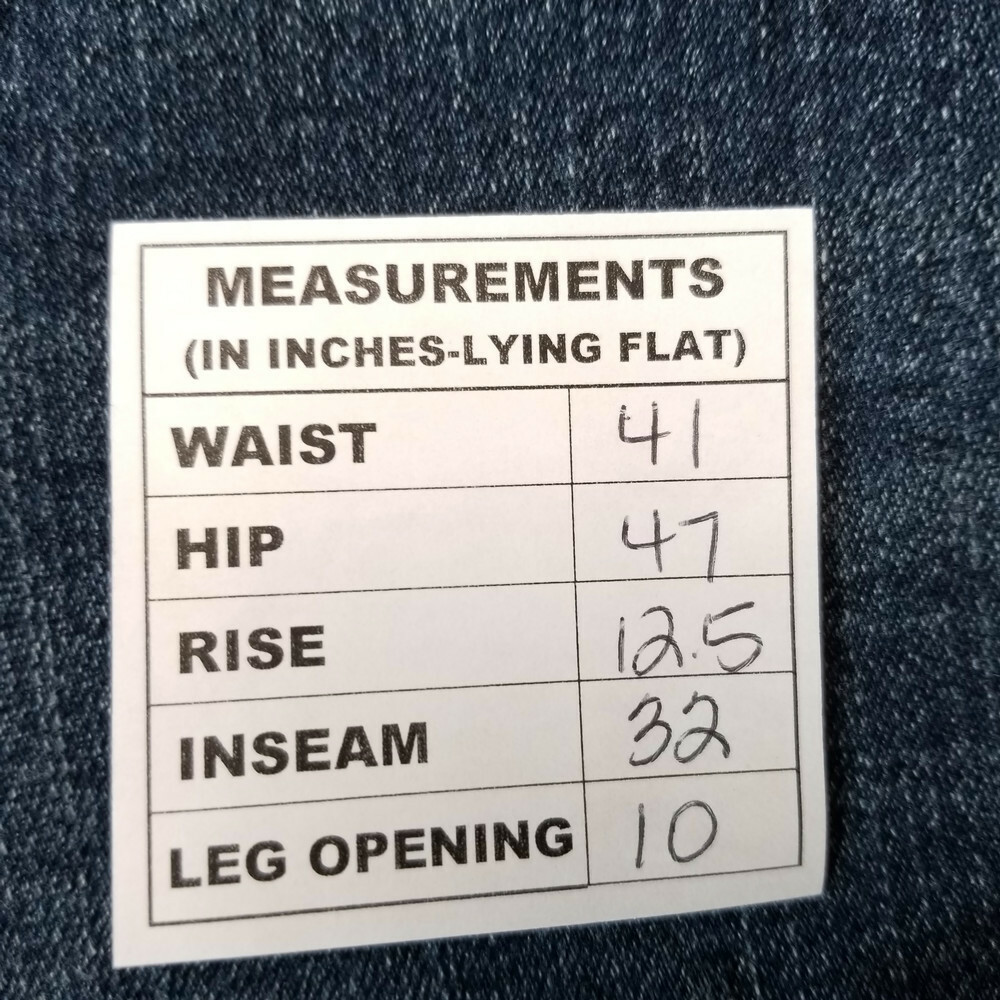 MEASUREMENTS
(IN INCHES-LYING FLAT)
WAIST 41
HIP 47
RISE 12.5
INSEAM 32
LEG OPENING 10